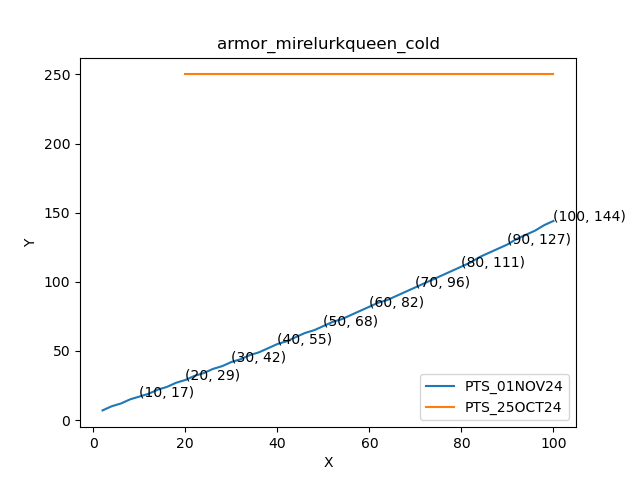 armor_mirelurkqueen_cold
250
200
150
100
50
0
Y
(100, 144)
(90, 127)
(80, 111)
(70, 96)
(60, 82)
(50, 68)
(40, 55)
(30, 42)
(20, 29)
(10, 17)
PTS_01NOV24
PTS_25OCT24
0 20 40 60 80 100
X